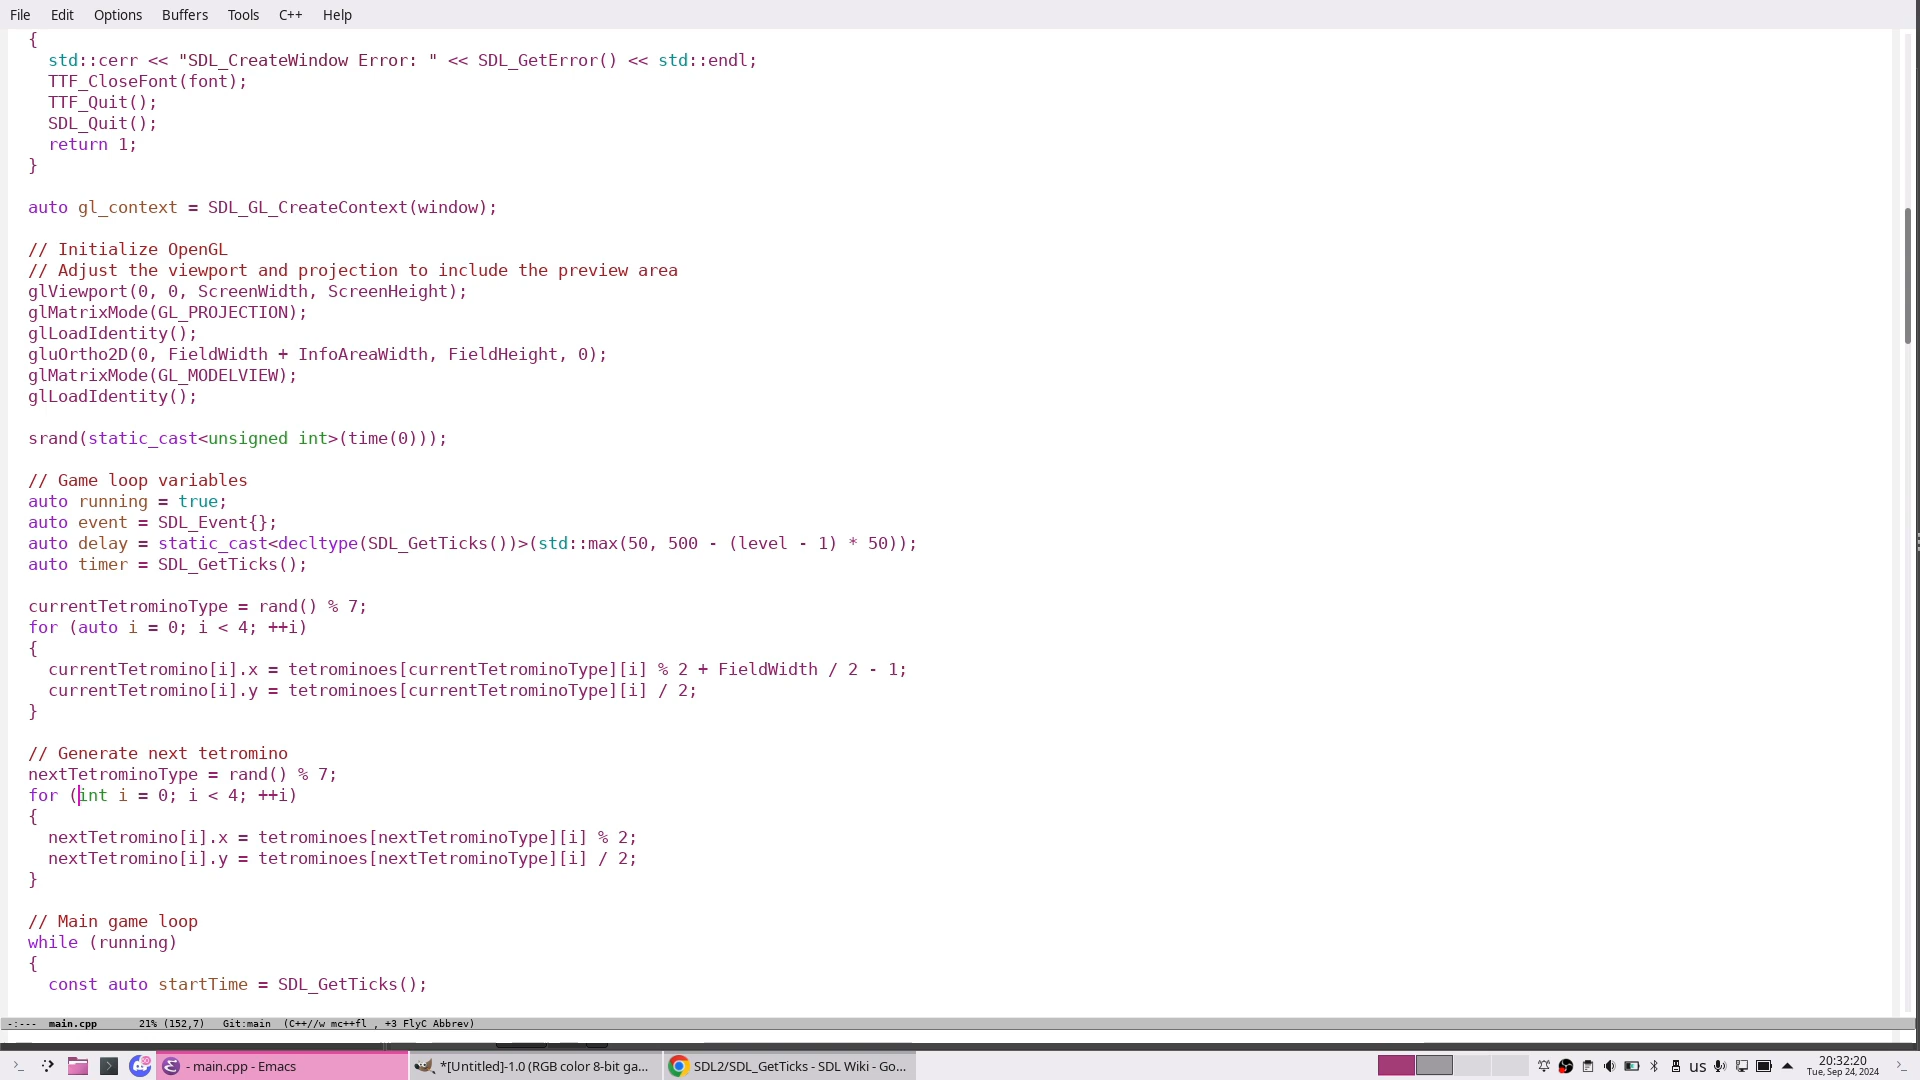 File Edit Options Buffers Tools C++ Help
{
std::cerr << "SDL_CreateWindow Error: " << SDL_GetError() << std::endl;
TTF_CloseFont(font);
TTF_Quit();
SDL_Quit();
return 1;
}
auto gl_context = SDL_GL_CreateContext(window);
// Initialize OpenGL
// Adjust the viewport and projection to include the preview area
glViewport(0, 0, ScreenWidth, ScreenHeight);
glMatrixMode(GL_PROJECTION);
glLoadIdentity();
gluOrtho2D(0, FieldWidth + InfoAreaWidth, FieldHeight, 0);
glMatrixMode(GL_MODELVIEW);
glLoadIdentity();
srand(static_cast<unsigned int>(time(0)));
// Game loop variables
auto running = true;
auto event = SDL_Event{};
auto delay = static_cast<decltype(SDL_GetTicks())>(std::max(50, 500 - (level - 1) * 50));
auto timer = SDL_GetTicks();
currentTetrominoType = rand() % 7;
for (auto i = 0; i < 4; ++i)
{
currentTetromino[i].x = tetrominoes[currentTetrominoType][i] % 2 + FieldWidth / 2 - 1;
currentTetromino[i].y = tetrominoes[currentTetrominoType][i] / 2;
}
// Generate next tetromino
nextTetrominoType = rand() % 7;
for (int i = 0; i < 4; ++i)
{
nextTetromino[i].x = tetrominoes[nextTetrominoType][i] % 2;
nextTetromino[i].y = tetrominoes[nextTetrominoType][i] / 2;
}
// Main game loop
while (running)
{
const auto startTime = SDL_GetTicks();
-:--- main.cpp 21% (152,7) Git:main (C++//w mc++fl , +3 FlyC Abbrev)
- main.cpp - Emacs *[Untitled]-1.0 (RGB color 8-bit ga... SDL2/SDL_GetTicks - SDL Wiki - Go... us 20:32:20
Tue, Sep 24, 2024